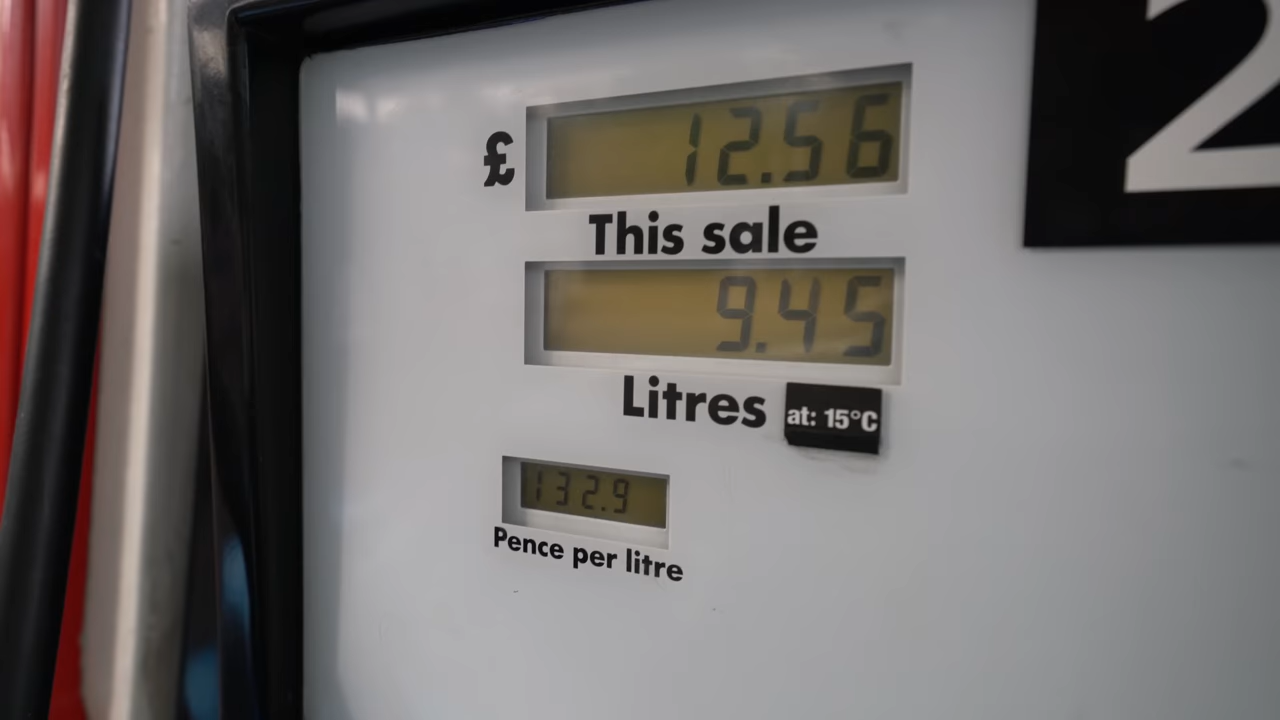 £ 12.56
This sale
9.45
Litres at: 15°C
132.9
Pence per litre
2